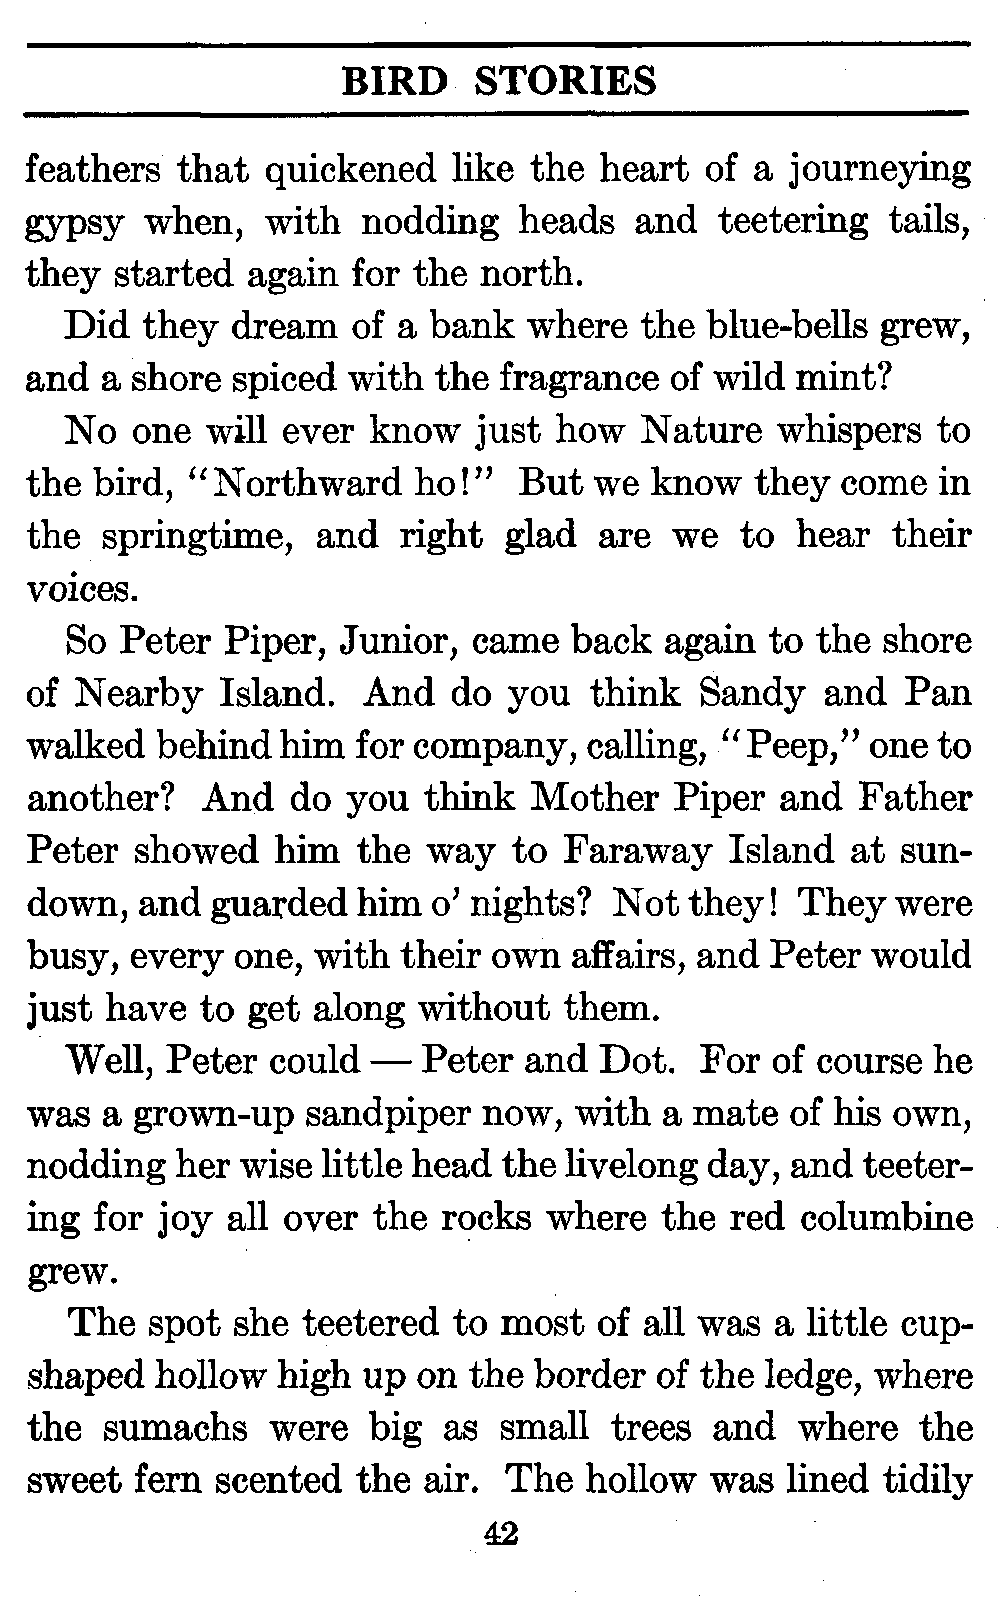 BIRD STORIES
feathers that quickened like the heart of a journeying
gypsy when, with nodding heads and teetering tails,
they started again for the north.
Did they dream of a bank where the blue-bells grew,
and a shore spiced with the fragrance of wild mint?
No one will ever know just how Nature whispers to
the bird, "Northward ho!" But we know they come in
the springtime, and right glad are we to hear their
voices.
So Peter Piper, Junior, came back again to the shore
of Nearby Island. And do you think Sandy and Pan
walked behind him for company, calling, "Peep," one to
another? And do you think Mother Piper and Father
Peter showed him the way to Faraway Island at sun-
down, and guarded him o' nights? Not they! They were
busy, every one, with their own affairs, and Peter would
just have to get along without them.
Well, Peter could — Peter and Dot. For of course he
was a grown-up sandpiper now, with a mate of his own,
nodding her wise little head the livelong day, and teeter-
ing for joy all over the rocks where the red columbine
grew.
The spot she teetered to most of all was a little cup-
shaped hollow high up on the border of the ledge, where
the sumachs were big as small trees and where the
sweet fern scented the air. The hollow was lined tidily
42